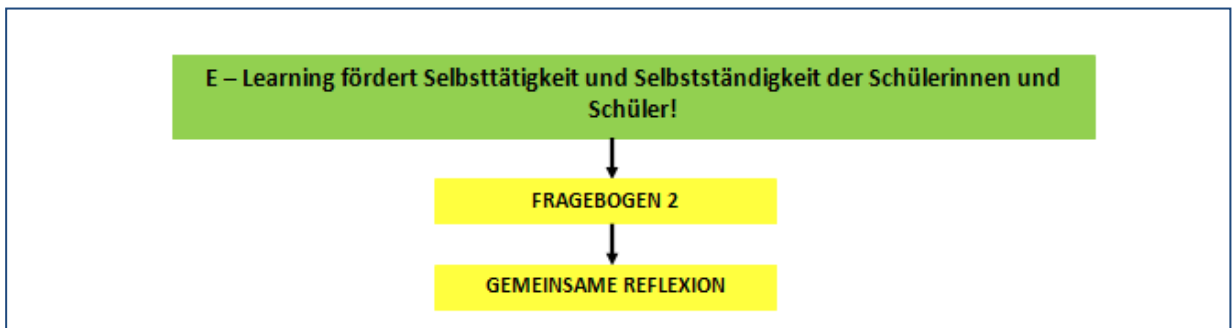 E – Learning fördert Selbsttätigkeit und Selbstständigkeit der Schülerinnen und
Schüler!
FRAGEBOGEN 2
GEMEINSAME REFLEXION